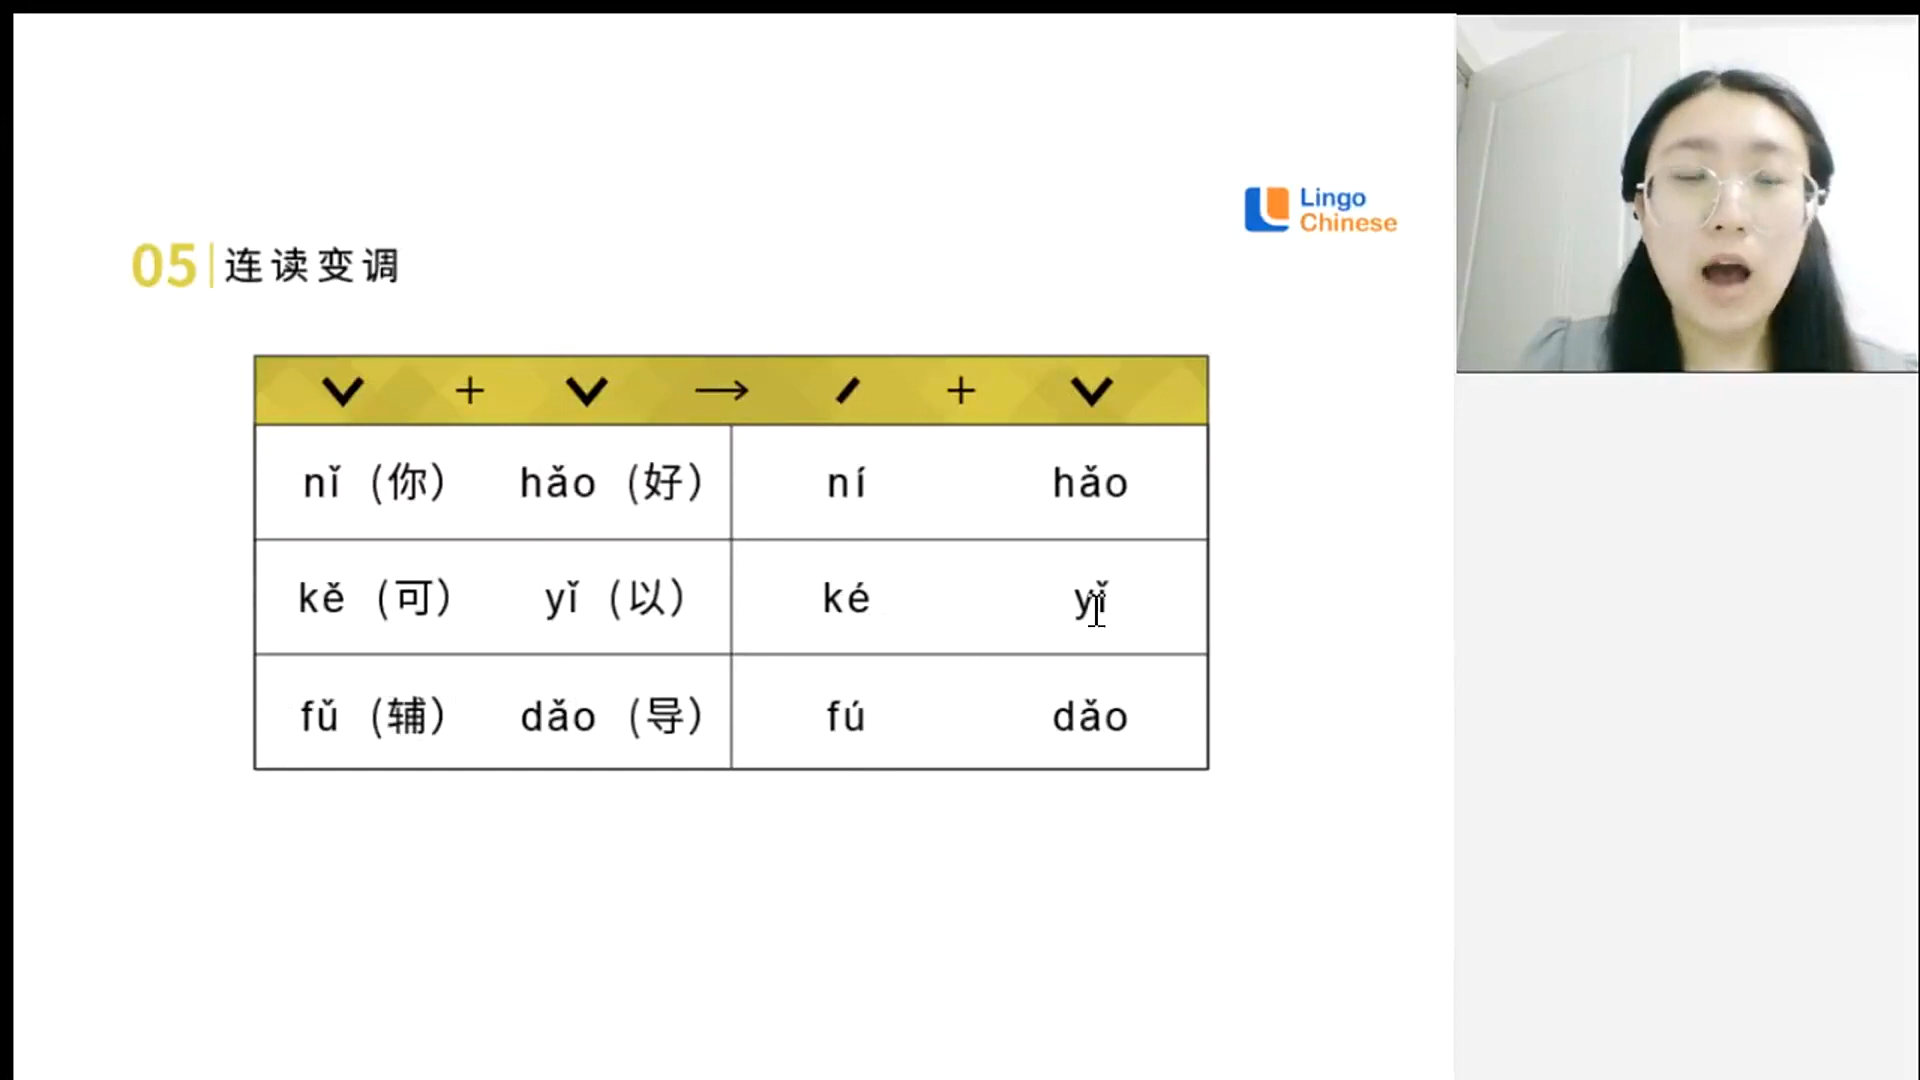 Lingo
Chinese
05 连读变调
ˇ + ˇ → ˊ + ˇ
nǐ (你) hǎo (好) ní hǎo
kě (可) yǐ (以) ké yǐ
fǔ (辅) dǎo (导) fú dǎo